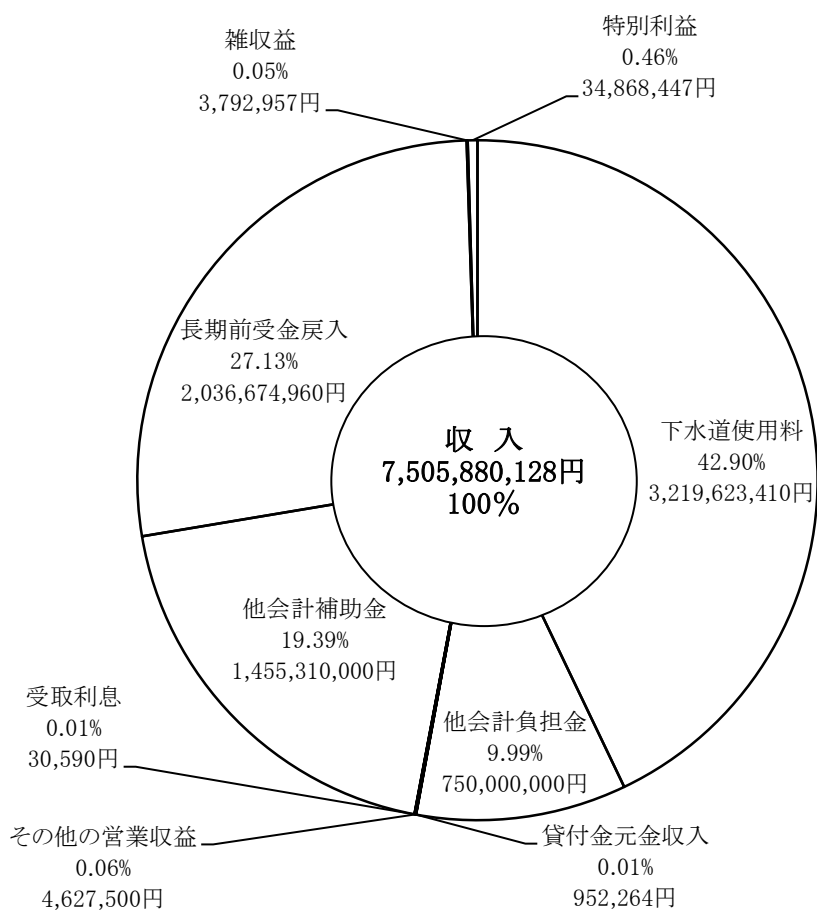 雑収益
0.05%
3,792,957円
特別利益
0.46%
34,868,447円
長期前受金戻入
27.13%
2,036,674,960円
収 入
7,505,880,128円
100%
下水道使用料
42.90%
3,219,623,410円
他会計補助金
19.39%
1,455,310,000円
受取利息
0.01%
30,590円
他会計負担金
9.99%
750,000,000円
その他の営業収益
0.06%
4,627,500円
貸付金元金収入
0.01%
952,264円